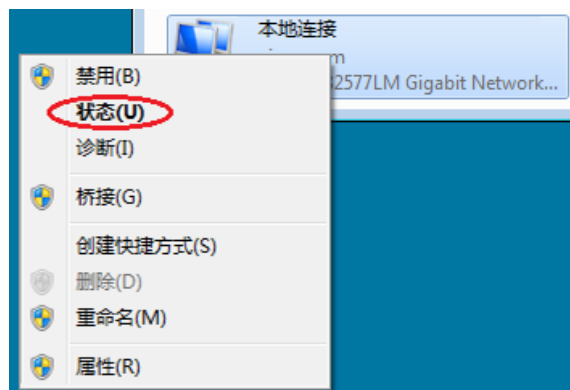 本地连接
禁用(B)
2577LM Gigabit Network...
状态(U)
诊断(I)
桥接(G)
创建快捷方式(S)
删除(D)
重命名(M)
属性(R)